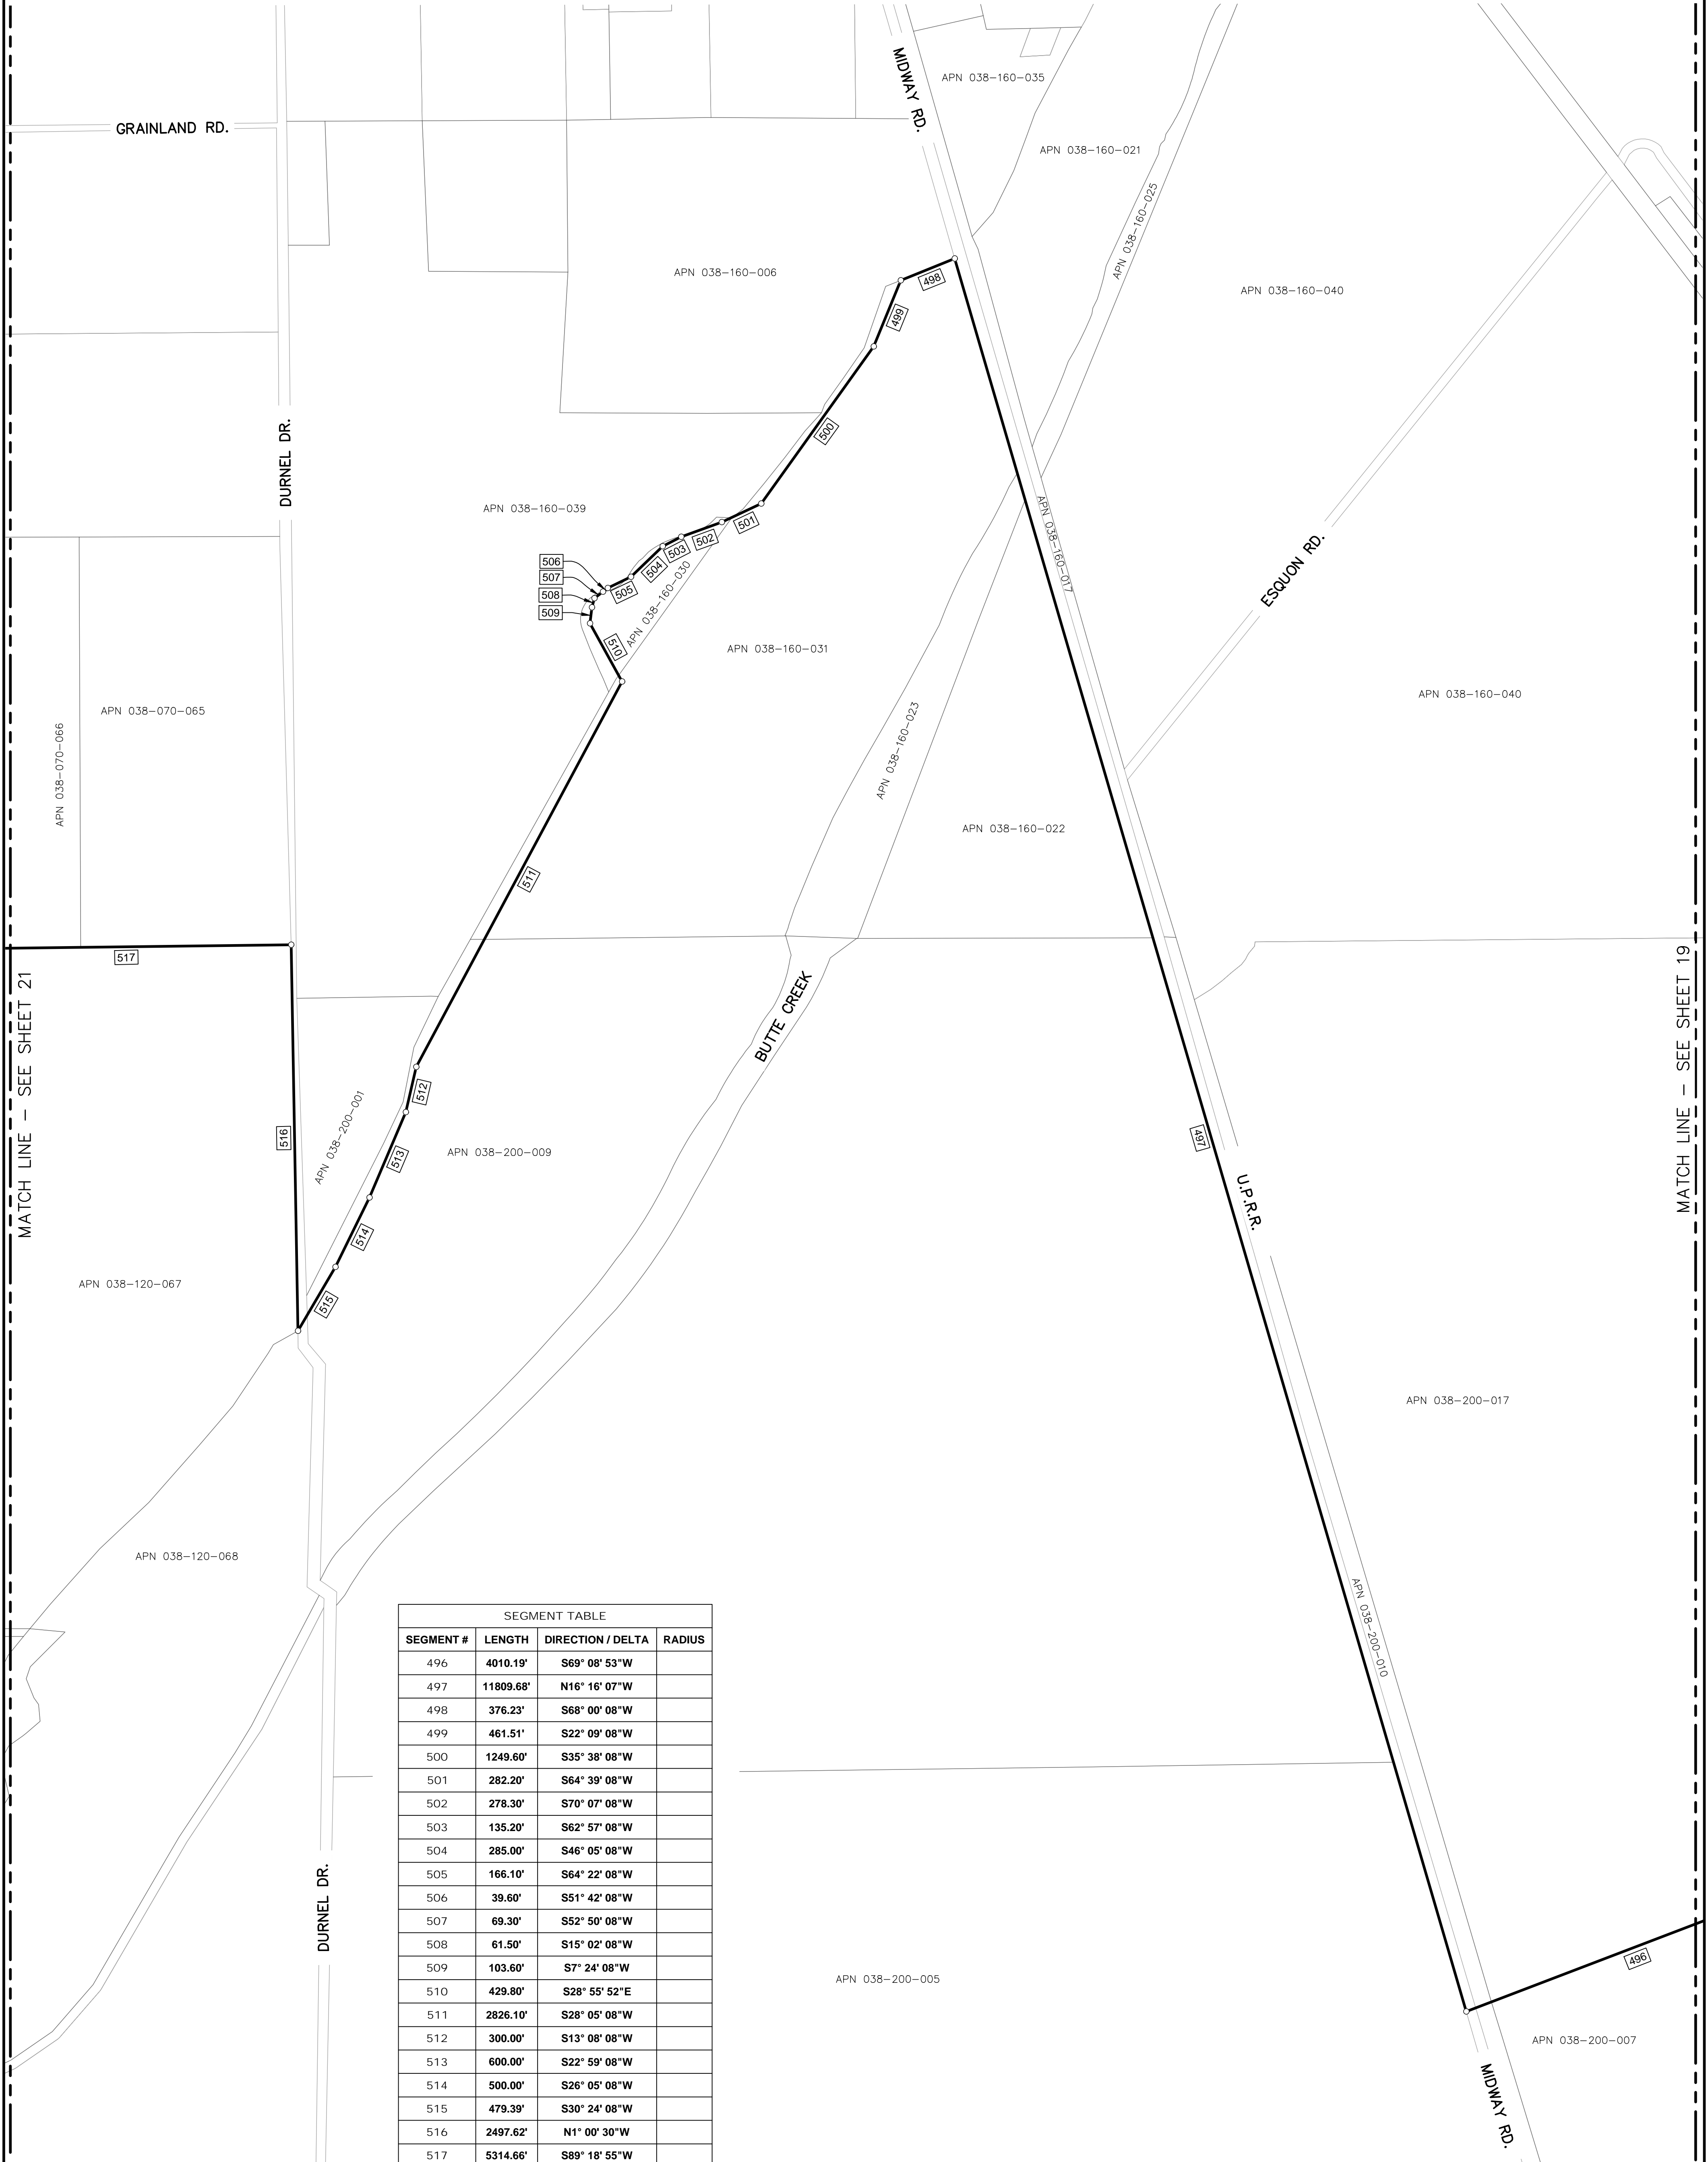 MIDWAY RD.
APN 038-160-035
GRAINLAND RD.
APN 038-160-021
APN 038-160-025
APN 038-160-006
498
APN 038-160-040
499
DURNEL DR.
500
APN 038-160-039
501
502
503
504
505
506
507
508
509
510
APN 038-160-030
APN 038-160-017
ESQUON RD.
APN 038-160-031
APN 038-070-066
APN 038-070-065
APN 038-160-023
APN 038-160-040
APN 038-160-022
511
517
MATCH LINE - SEE SHEET 21
BUTTE CREEK
MATCH LINE - SEE SHEET 19
512
516
APN 038-200-001
513
APN 038-200-009
497
U.P.R.R.
514
APN 038-120-067
515
APN 038-200-017
APN 038-120-068
APN 038-200-010
SEGMENT TABLE
SEGMENT # LENGTH DIRECTION / DELTA RADIUS
496 4010.19' S69° 08' 53"W
497 11809.68' N16° 16' 07"W
498 376.23' S68° 00' 08"W
499 461.51' S22° 09' 08"W
500 1249.60' S35° 38' 08"W
501 282.20' S64° 39' 08"W
502 278.30' S70° 07' 08"W
503 135.20' S62° 57' 08"W
504 285.00' S46° 05' 08"W
505 166.10' S64° 22' 08"W
506 39.60' S51° 42' 08"W
507 69.30' S52° 50' 08"W
508 61.50' S15° 02' 08"W
509 103.60' S7° 24' 08"W
510 429.80' S28° 55' 52"E
511 2826.10' S28° 05' 08"W
512 300.00' S13° 08' 08"W
513 600.00' S22° 59' 08"W
514 500.00' S26° 05' 08"W
515 479.39' S30° 24' 08"W
516 2497.62' N1° 00' 30"W
517 5314.66' S89° 18' 55"W
DURNEL DR.
APN 038-200-005
496
APN 038-200-007
MIDWAY RD.